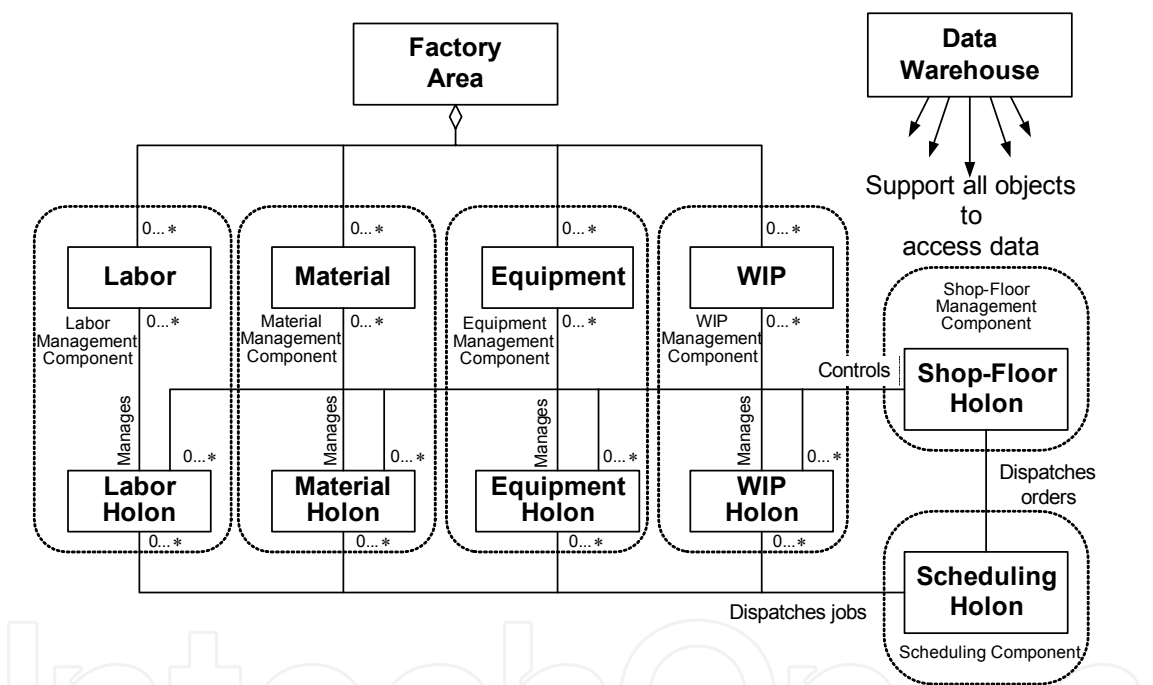 Factory
Area
Data
Warehouse
Support all objects
to
access data
0...*
0...*
0...*
0...*
Labor
Material
Equipment
WIP
0...*
0...*
0...*
0...*
Labor
Management
Component
Material
Management
Component
Equipment
Management
Component
WIP
Management
Component
Shop-Floor
Management
Component
Controls
Shop-Floor
Holon
Manages
Manages
Manages
Manages
0...*
0...*
0...*
0...*
Labor
Holon
Material
Holon
Equipment
Holon
WIP
Holon
Dispatches
orders
0...*
0...*
0...*
0...*
Scheduling
Holon
Dispatches jobs
Scheduling Component
IntechOpen